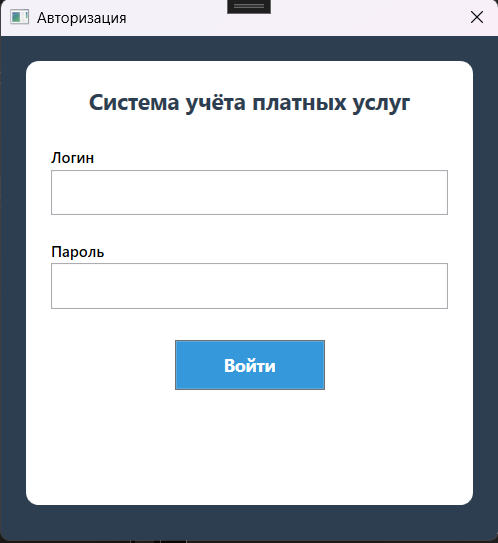 Авторизация
Система учёта платных услуг
Логин
Пароль
Войти